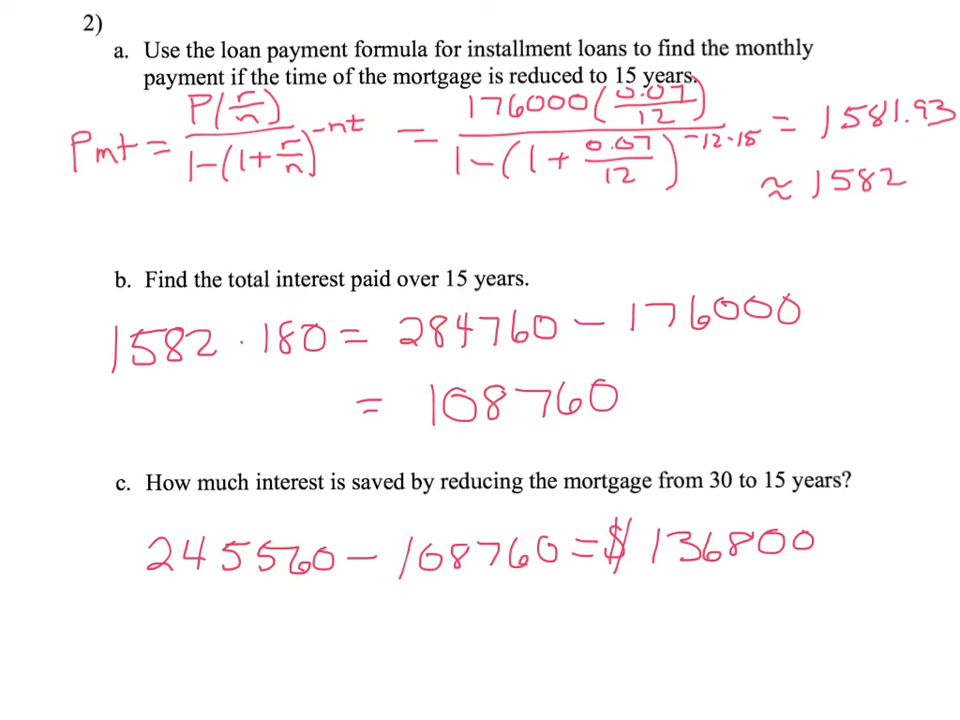 2)
a. Use the loan payment formula for installment loans to find the monthly
payment if the time of the mortgage is reduced to 15 years.
Pmt = P(r/n) / 1-(1+r/n)^-nt = 176000(0.07/12) / 1-(1+0.07/12)^-12·15 = 1581.93
≈ 1582
b. Find the total interest paid over 15 years.
1582 · 180 = 284760 - 176000
= 108760
c. How much interest is saved by reducing the mortgage from 30 to 15 years?
245560 - 108760 = $136800